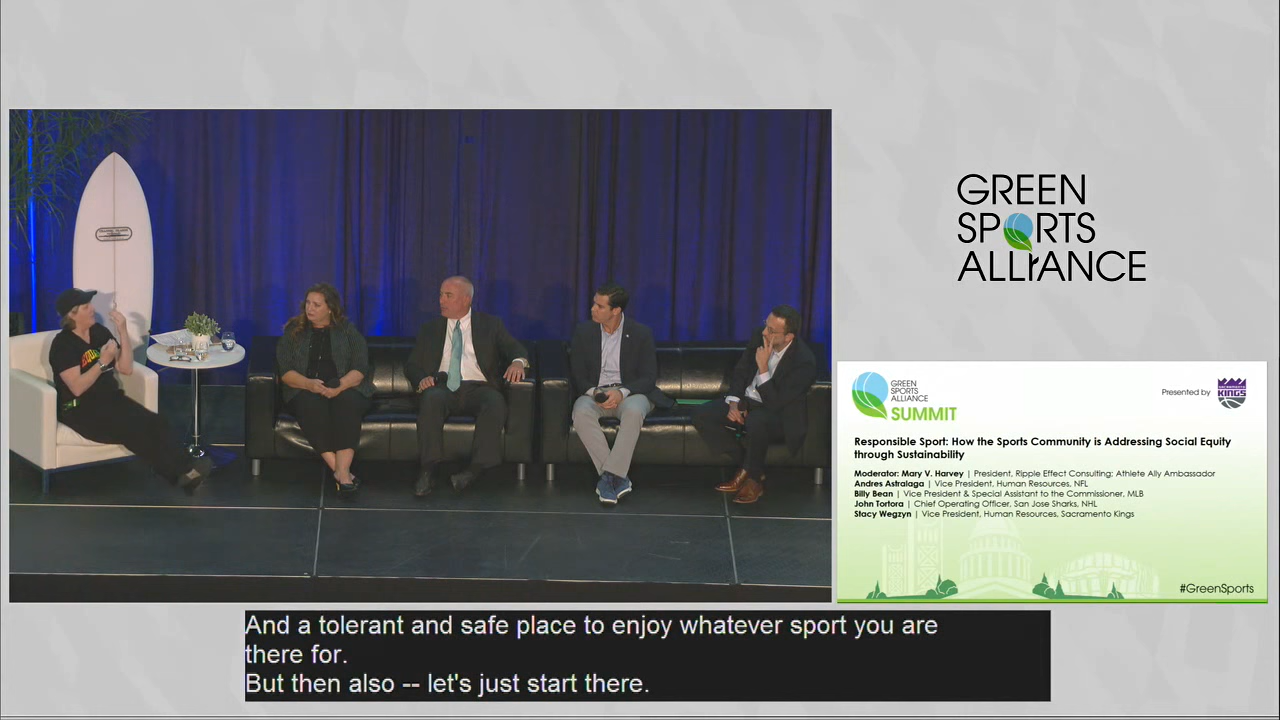 GREEN
SPORTS
ALLIANCE
GREEN
SPORTS
ALLIANCE
SUMMIT
Presented by
SACRAMENTO
KINGS
Responsible Sport: How the Sports Community is Addressing Social Equity
through Sustainability
Moderator: Mary V. Harvey | President, Ripple Effect Consulting; Athlete Ally Ambassador
Andres Astralaga | Vice President, Human Resources, NFL
Billy Bean | Vice President & Special Assistant to the Commissioner, MLB
John Tortora | Chief Operating Officer, San Jose Sharks, NHL
Stacy Wegzyn | Vice President, Human Resources, Sacramento Kings
#GreenSports
And a tolerant and safe place to enjoy whatever sport you are
there for.
But then also -- let's just start there.